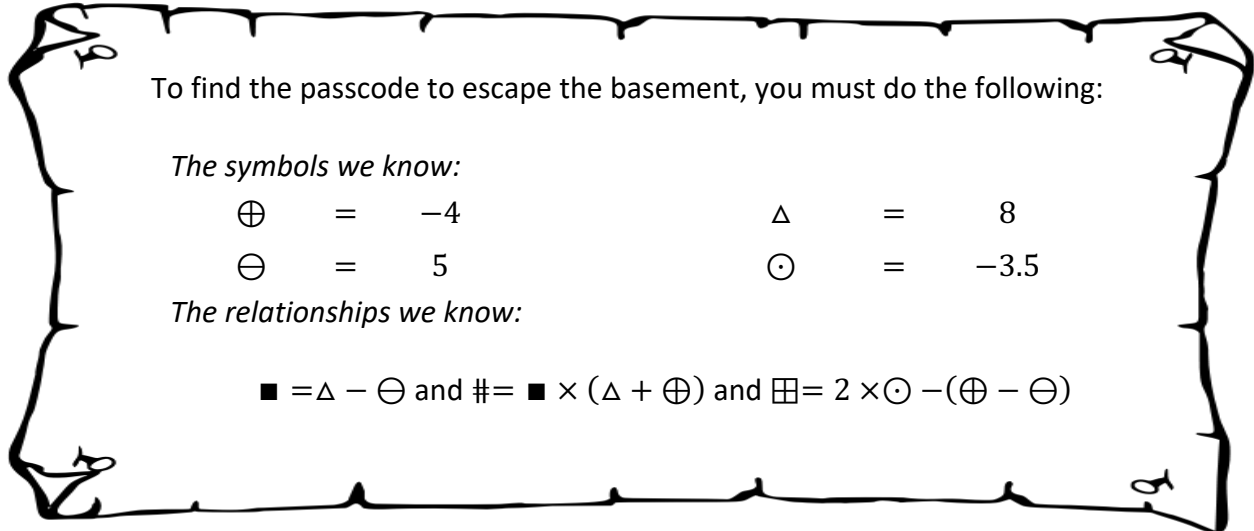 To find the passcode to escape the basement, you must do the following:
The symbols we know:
⊕ = −4 △ = 8
⊖ = 5 ⊙ = −3.5
The relationships we know:
■ =△ − ⊖ and ⋕= ■ × (△ + ⊕) and ⊞= 2 ×⊙ −(⊕ − ⊖)